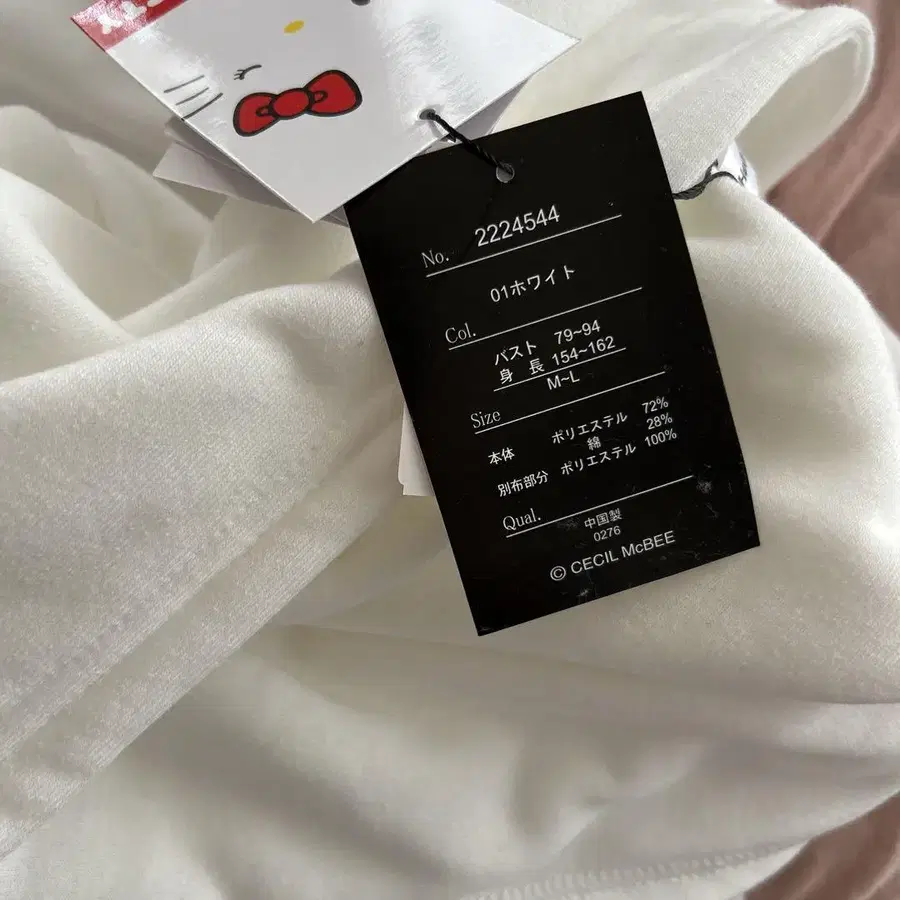 No. 2224544
01ホワイト
Col.
バスト 79~94
身 長 154~162
M~L
Size
本体 ポリエステル 72%
綿 28%
別布部分 ポリエステル 100%
Qual.
中国製
0276
© CECIL McBEE